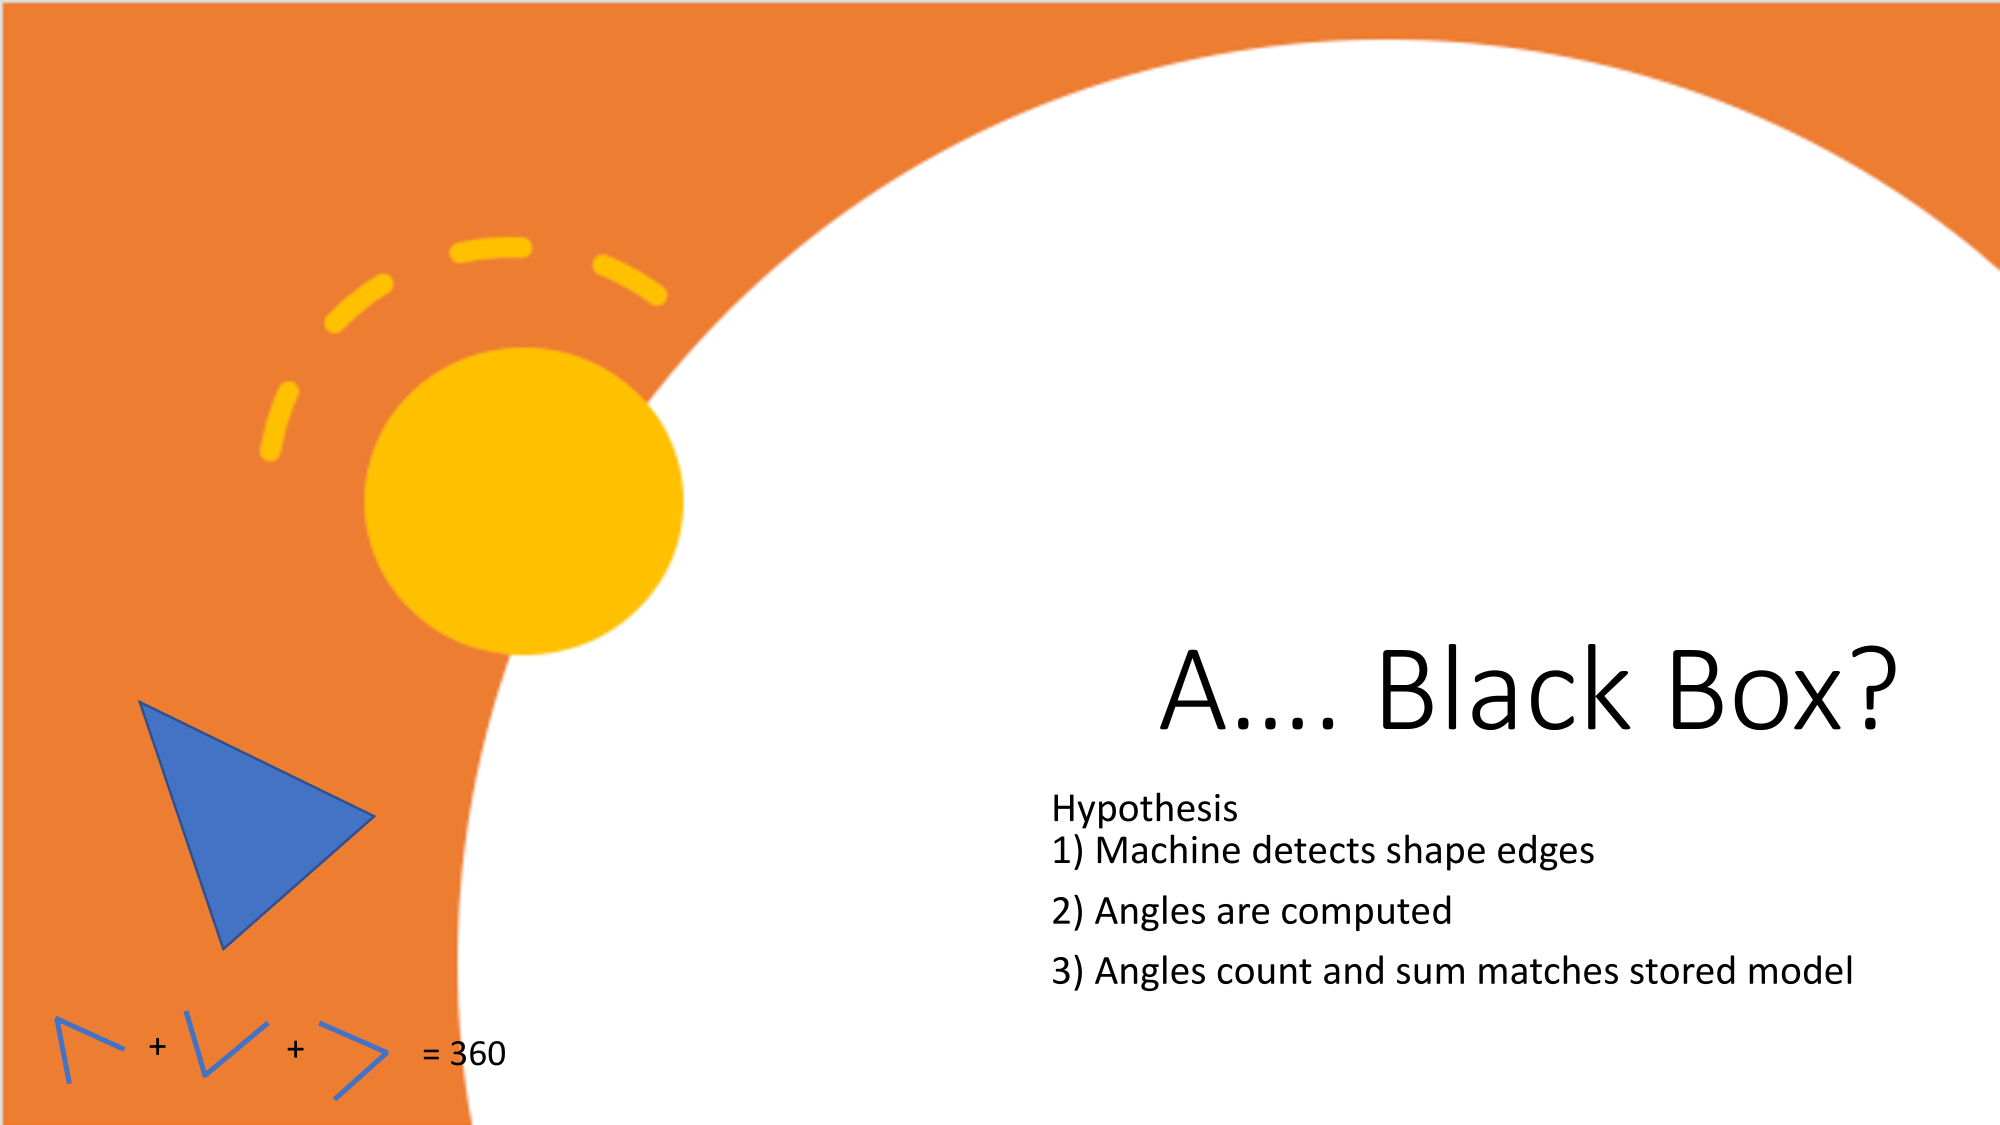 A.... Black Box?
Hypothesis
1) Machine detects shape edges
2) Angles are computed
3) Angles count and sum matches stored model
+ + = 360